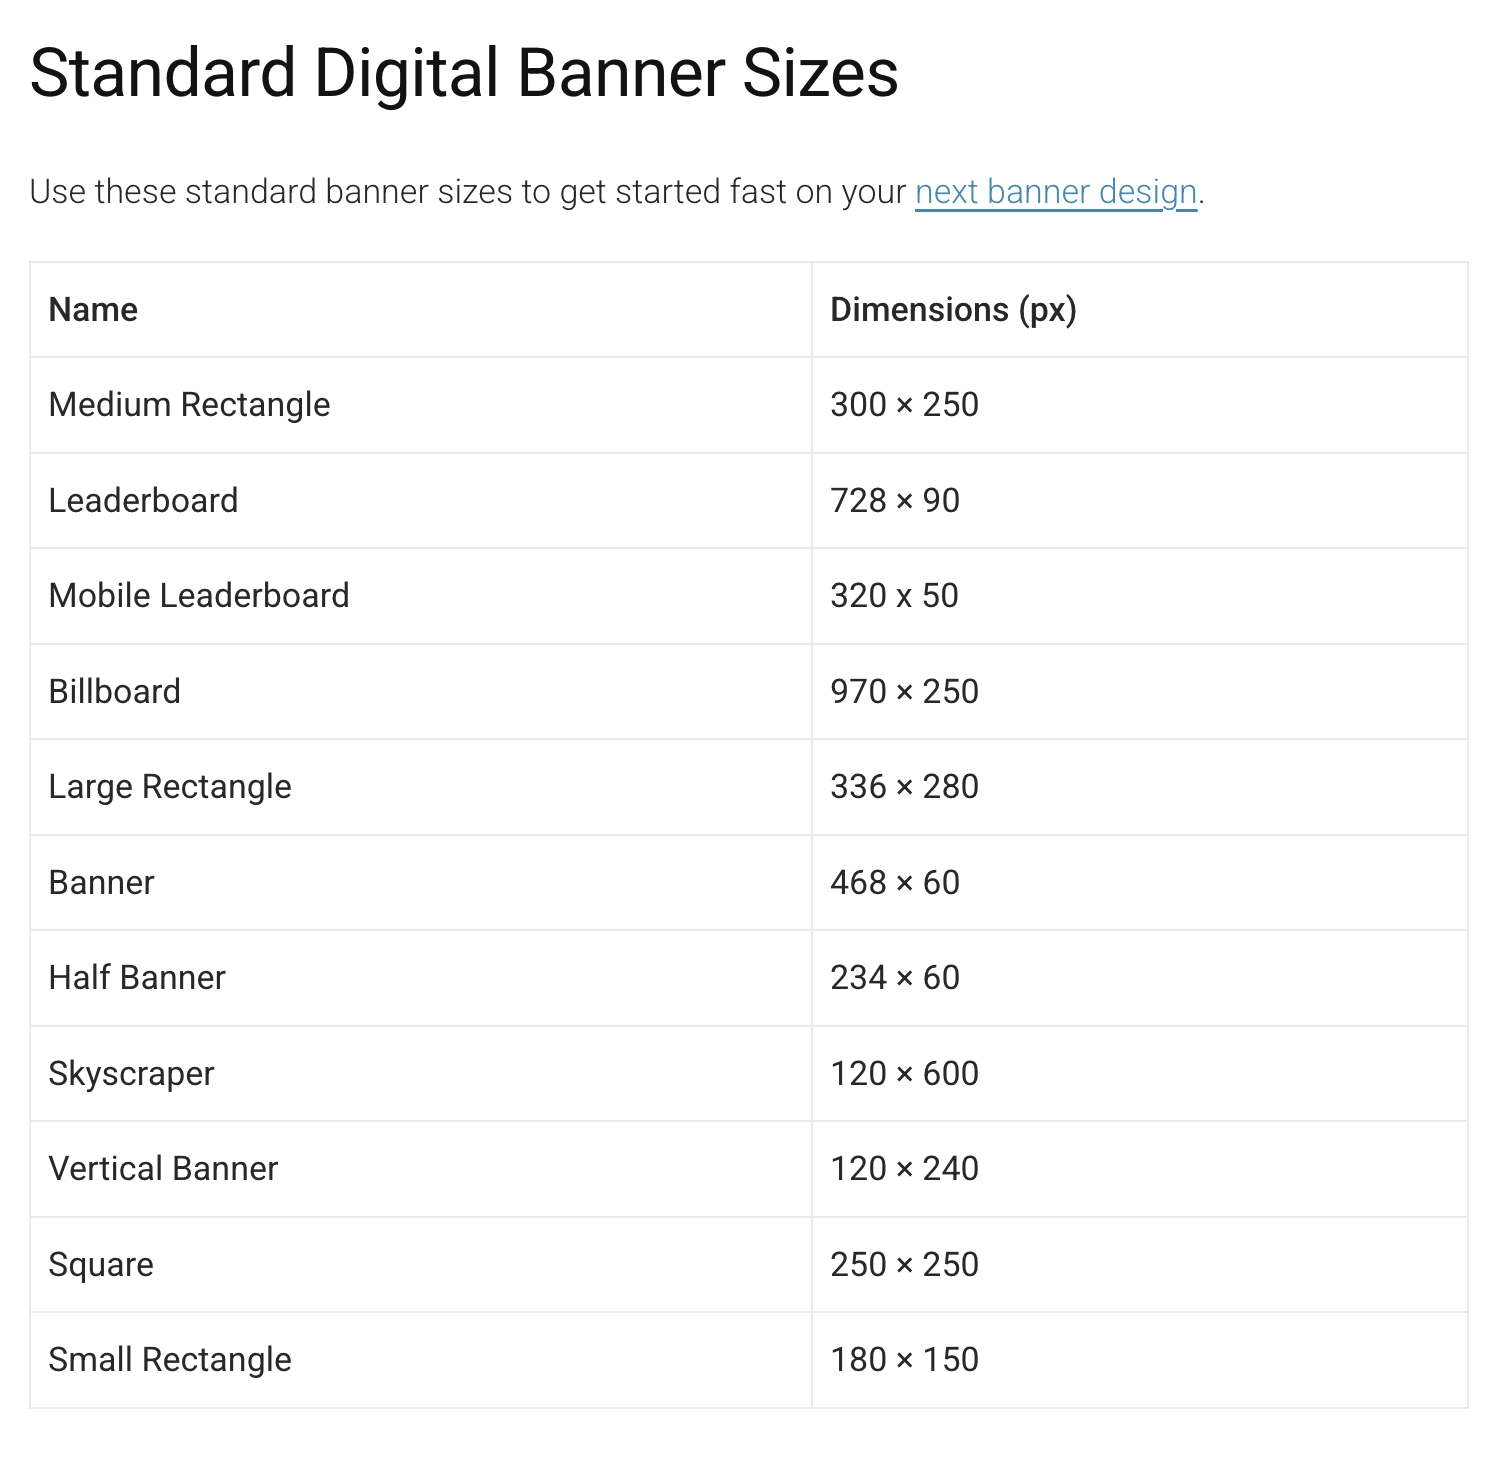 Standard Digital Banner Sizes
Use these standard banner sizes to get started fast on your next banner design.
Name Dimensions (px)
Medium Rectangle 300 × 250
Leaderboard 728 × 90
Mobile Leaderboard 320 x 50
Billboard 970 × 250
Large Rectangle 336 × 280
Banner 468 × 60
Half Banner 234 × 60
Skyscraper 120 × 600
Vertical Banner 120 × 240
Square 250 × 250
Small Rectangle 180 × 150